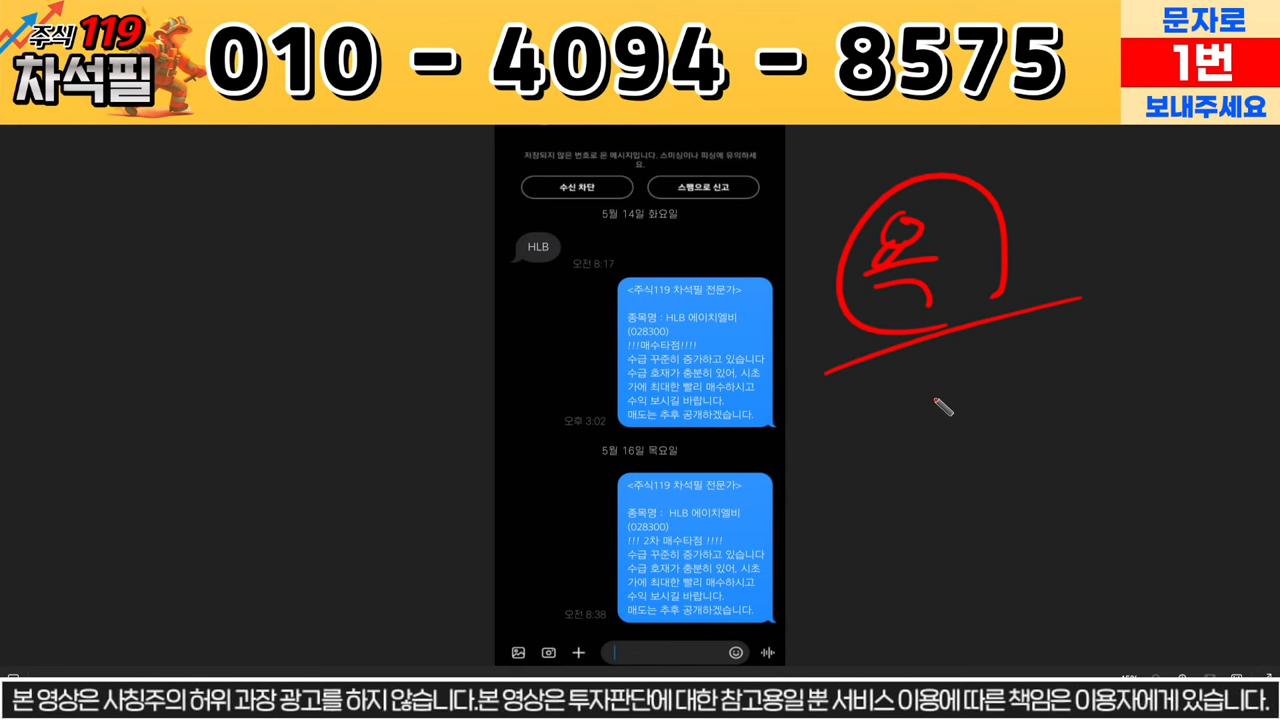 주식 119
차석필
010 - 4094 - 8575
문자로
1번
보내주세요
저장되지 않은 번호로 온 메시지입니다. 스미싱이나 피싱에 유의하세
요.
수신 차단
스팸으로 신고
5월 14일 화요일
HLB
오전 8:17
<주식119 차석필 전문가>
종목명 : HLB 에이치엘비
(028300)
!!!매수타점!!!!
수급 꾸준히 증가하고 있습니다
수급 호재가 충분히 있어, 시초
가에 최대한 빨리 매수하시고
수익 보시길 바랍니다.
매도는 추후 공개하겠습니다.
오후 3:02
5월 16일 목요일
<주식119 차석필 전문가>
종목명 : HLB 에이치엘비
(028300)
!!! 2차 매수타점 !!!!
수급 꾸준히 증가하고 있습니다
수급 호재가 충분히 있어, 시초
가에 최대한 빨리 매수하시고
수익 보시길 바랍니다.
매도는 추후 공개하겠습니다.
오전 8:38
욕
본 영상은 사칭주의 허위 과장 광고를 하지 않습니다.본 영상은 투자판단에 대한 참고용일 뿐 서비스 이용에 따른 책임은 이용자에게 있습니다.